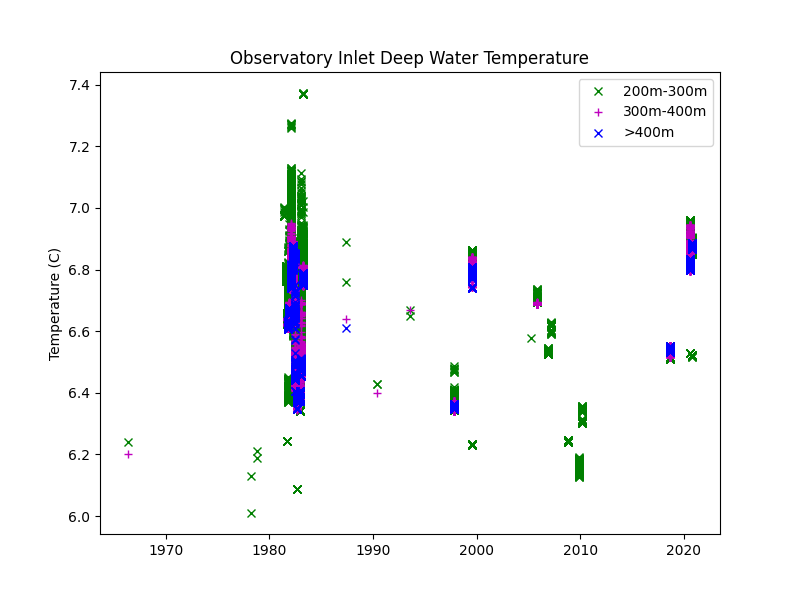 Observatory Inlet Deep Water Temperature
200m-300m
300m-400m
>400m
Temperature (C)
7.4
7.2
7.0
6.8
6.6
6.4
6.2
6.0
1970 1980 1990 2000 2010 2020